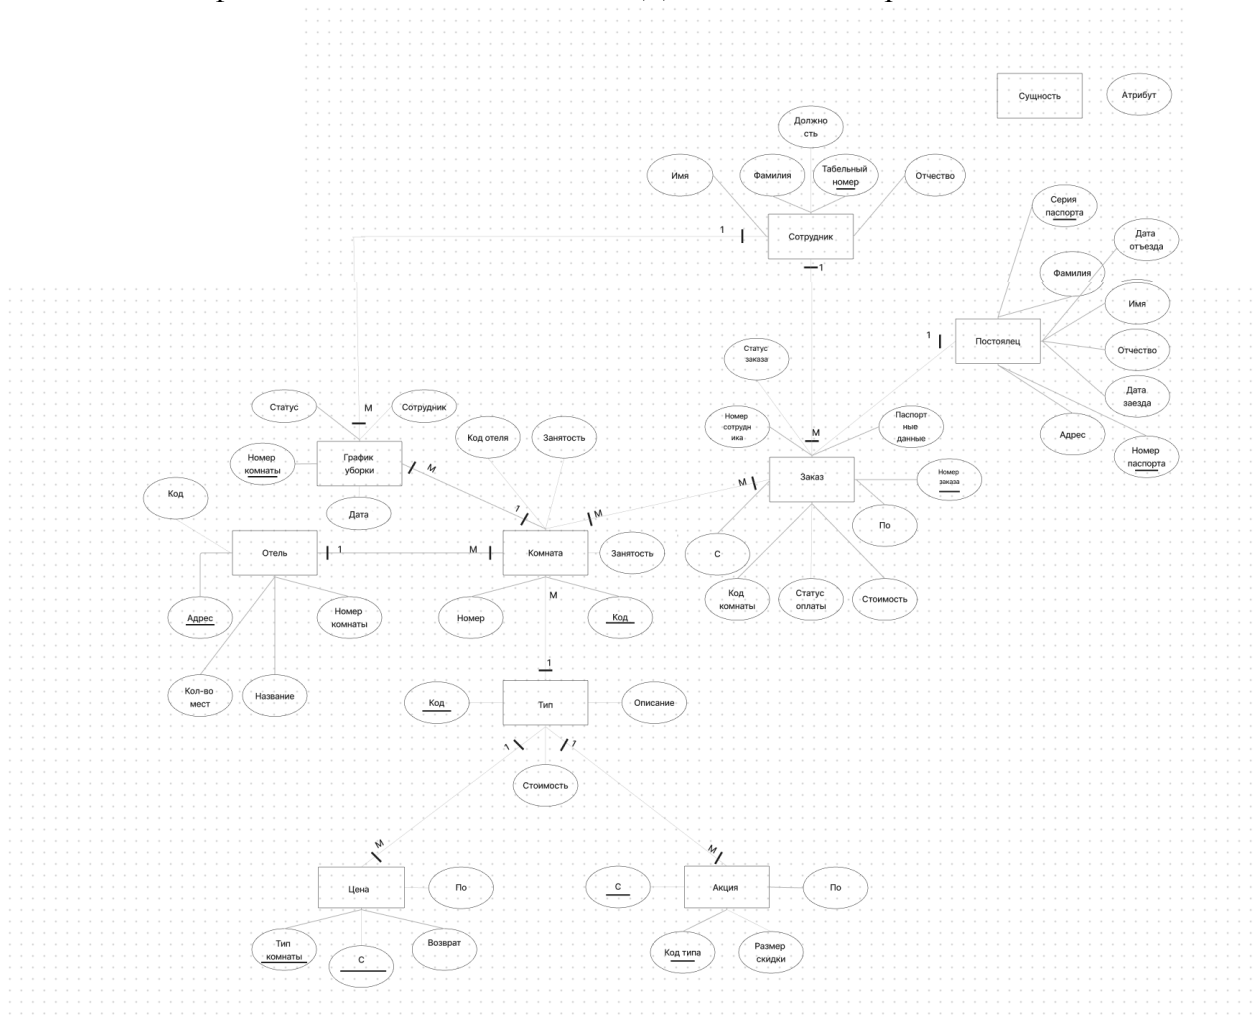 Сущность
Атрибут
Должно
сть
Имя
Фамилия
Табельный
номер
Отчество
Серия
паспорта
Дата
отъезда
1
Сотрудник
1
Фамилия
Имя
1
Постоялец
Отчество
Статус
заказа
Дата
заезда
Статус
М
Сотрудник
Номер
сотрудн
ика
Паспорт
ные
данные
Адрес
Номер
паспорта
Код отеля
Занятость
М
Номер
комнаты
График
уборки
М
Заказ
Номер
заказа
Код
Дата
1
М
М
По
Отель
1
М
Комната
Занятость
С
Адрес
Номер
комнаты
Номер
М
Код
Код
комнаты
Статус
оплаты
Стоимость
1
Кол-во
мест
Название
Код
Тип
Описание
1
1
Стоимость
М
М
Цена
По
С
Акция
По
Тип
комнаты
С
Возврат
Код типа
Размер
скидки